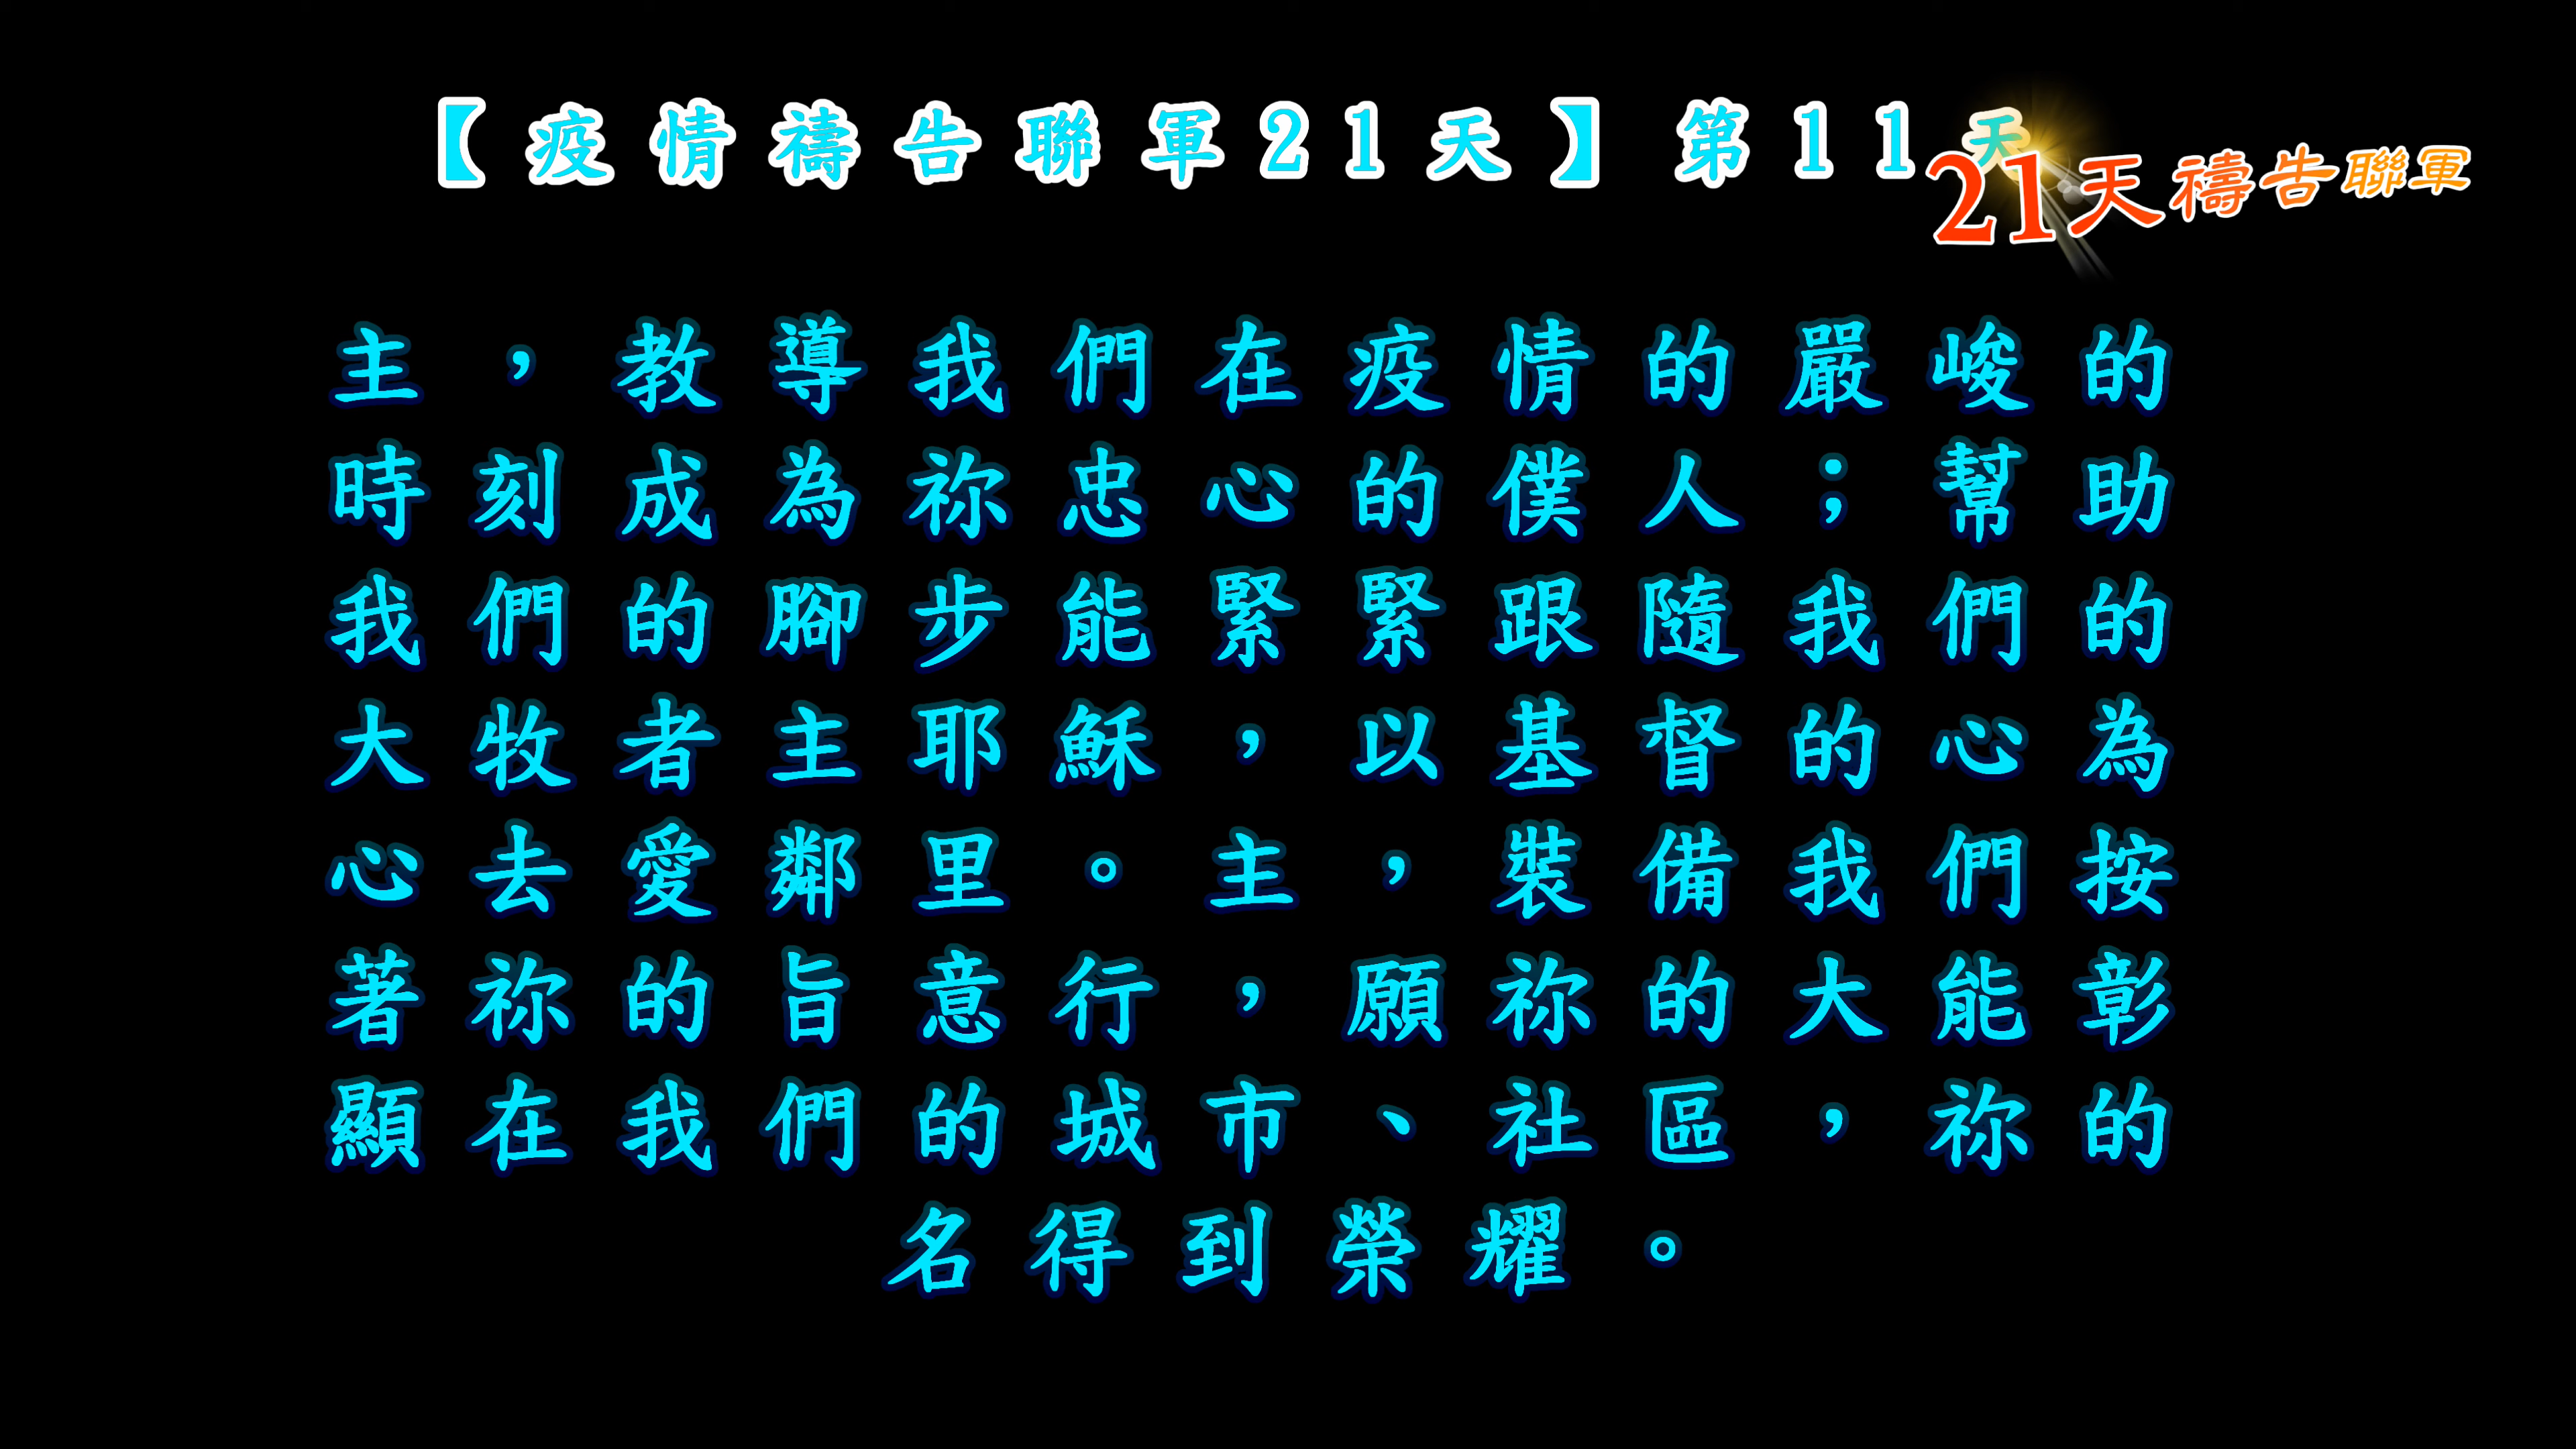 【疫情禱告聯軍21天】第11天
21天禱告聯軍
主，教導我們在疫情的嚴峻的
時刻成為祢忠心的僕人；幫助
我們的腳步能緊緊跟隨我們的
大牧者主耶穌，以基督的心為
心去愛鄰里。主，裝備我們按
著祢的旨意行，願祢的大能彰
顯在我們的城市、社區，祢的
名得到榮耀。